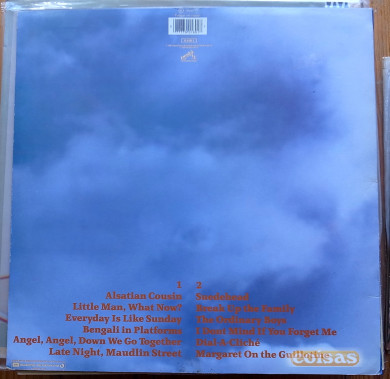 1
Alsatian Cousin
Little Man, What Now?
Everyday Is Like Sunday
Bengali in Platforms
Angel, Angel, Down We Go Together
Late Night, Maudlin Street
2
Suedehead
Break Up the Family
The Ordinary Boys
I Don't Mind If You Forget Me
Dial-A-Cliché
Margaret On the Guillotine
coisas